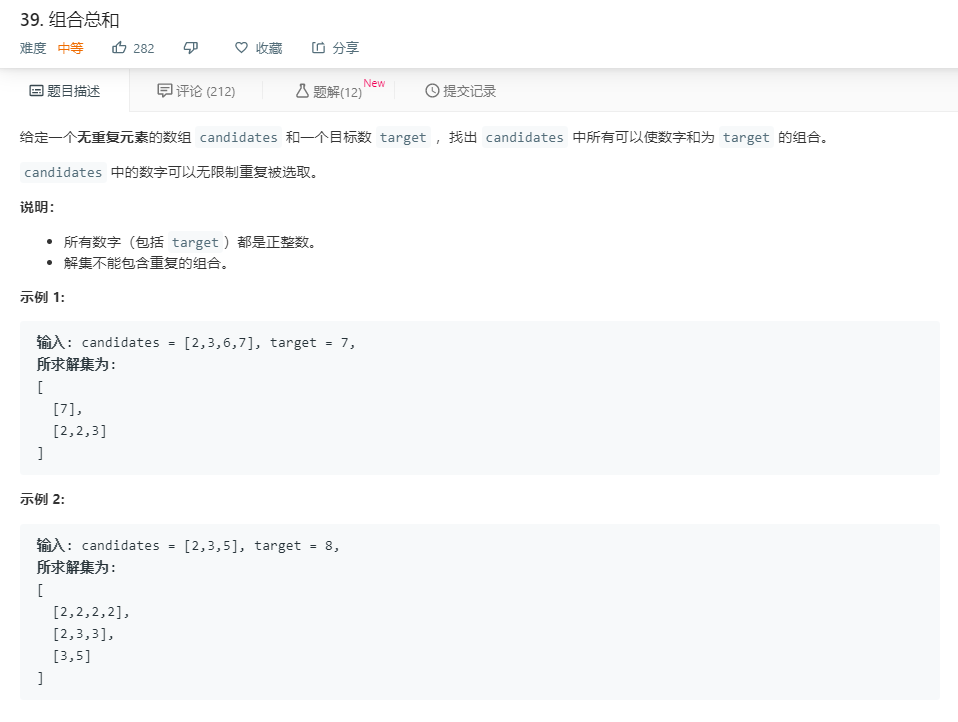 39. 组合总和
难度 中等 282 收藏 分享
题目描述 评论 (212) 题解(12) New 提交记录
给定一个无重复元素的数组 candidates 和一个目标数 target ，找出 candidates 中所有可以使数字和为 target 的组合。
candidates 中的数字可以无限制重复被选取。
说明：
所有数字（包括 target）都是正整数。
解集不能包含重复的组合。
示例 1:
输入: candidates = [2,3,6,7], target = 7,
所求解集为:
[
[7],
[2,2,3]
]
示例 2:
输入: candidates = [2,3,5], target = 8,
所求解集为:
[
[2,2,2,2],
[2,3,3],
[3,5]
]